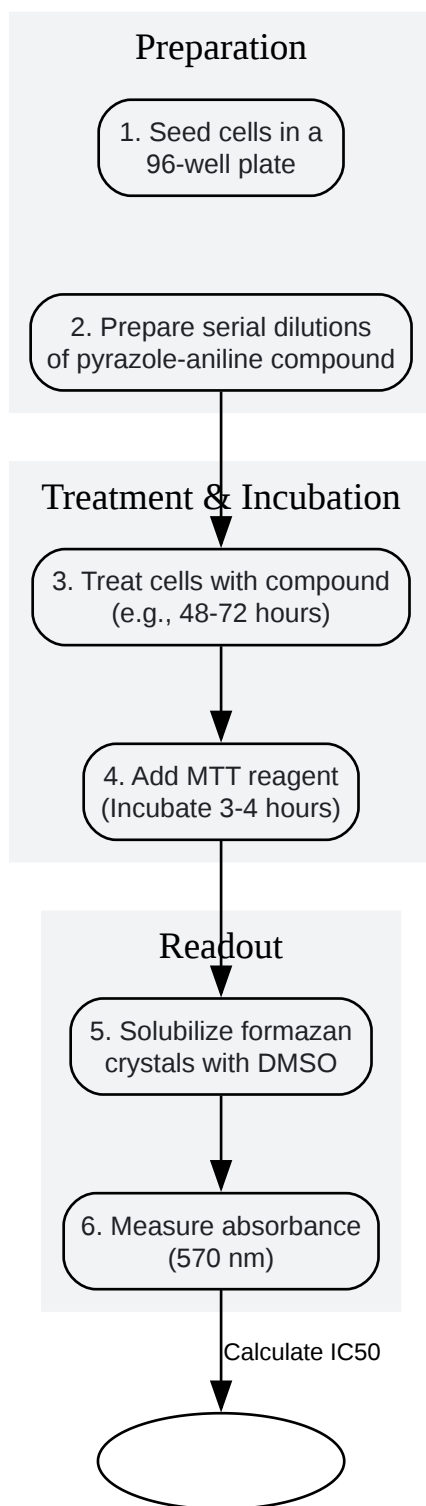 Preparation
1. Seed cells in a
96-well plate
2. Prepare serial dilutions
of pyrazole-aniline compound
Treatment & Incubation
3. Treat cells with compound
(e.g., 48-72 hours)
4. Add MTT reagent
(Incubate 3-4 hours)
Readout
5. Solubilize formazan
crystals with DMSO
6. Measure absorbance
(570 nm)
Calculate IC50